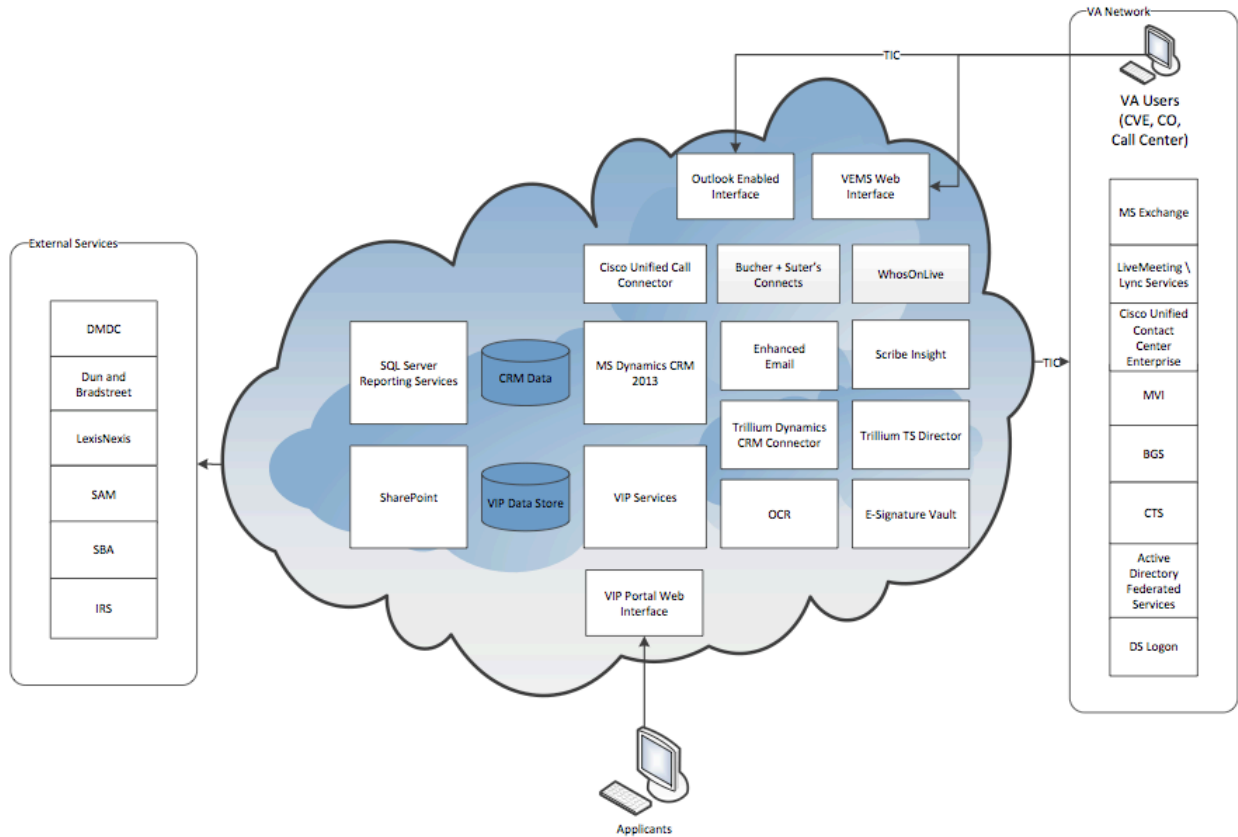 VA Network
TIC
VA Users
(CVE, CO,
Call Center)
Outlook Enabled
Interface
VEMS Web
Interface
MS Exchange
External Services
Cisco Unified Call
Connector
Bucher + Suter's
Connects
WhosOnLive
LiveMeeting \
Lync Services
DMDC
SQL Server
Reporting Services
CRM Data
MS Dynamics CRM
2013
Enhanced
Email
Scribe Insight
TIC
Cisco Unified
Contact
Center
Enterprise
Dun and
Bradstreet
MVI
LexisNexis
Trillium Dynamics
CRM Connector
Trillium TS Director
BGS
SAM
SharePoint
VIP Data Store
VIP Services
OCR
E-Signature Vault
CTS
SBA
Active
Directory
Federated
Services
IRS
VIP Portal Web
Interface
DS Logon
Applicants